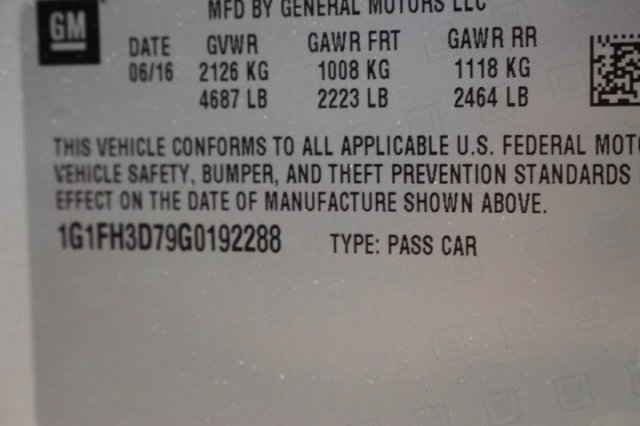 MFD BY GENERAL MOTORS LLC
GM
DATE GVWR GAWR FRT GAWR RR
06/16 2126 KG 1008 KG 1118 KG
4687 LB 2223 LB 2464 LB
THIS VEHICLE CONFORMS TO ALL APPLICABLE U.S. FEDERAL MOTO
VEHICLE SAFETY, BUMPER, AND THEFT PREVENTION STANDARDS
EFFECT ON THE DATE OF MANUFACTURE SHOWN ABOVE.
1G1FH3D79G0192288 TYPE: PASS CAR